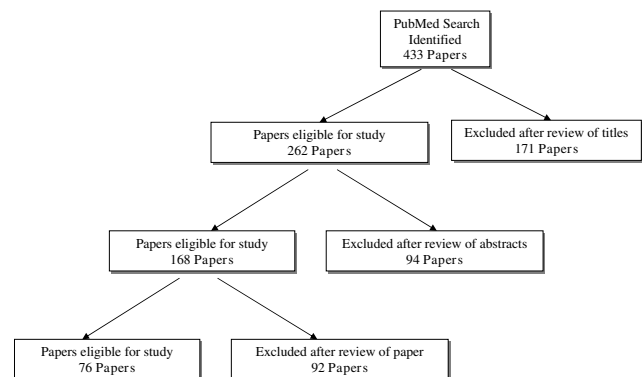 PubMed Search
Identified
433 Papers
Papers eligible for study
262 Papers
Excluded after review of titles
171 Papers
Papers eligible for study
168 Papers
Excluded after review of abstracts
94 Papers
Papers eligible for study
76 Papers
Excluded after review of paper
92 Papers